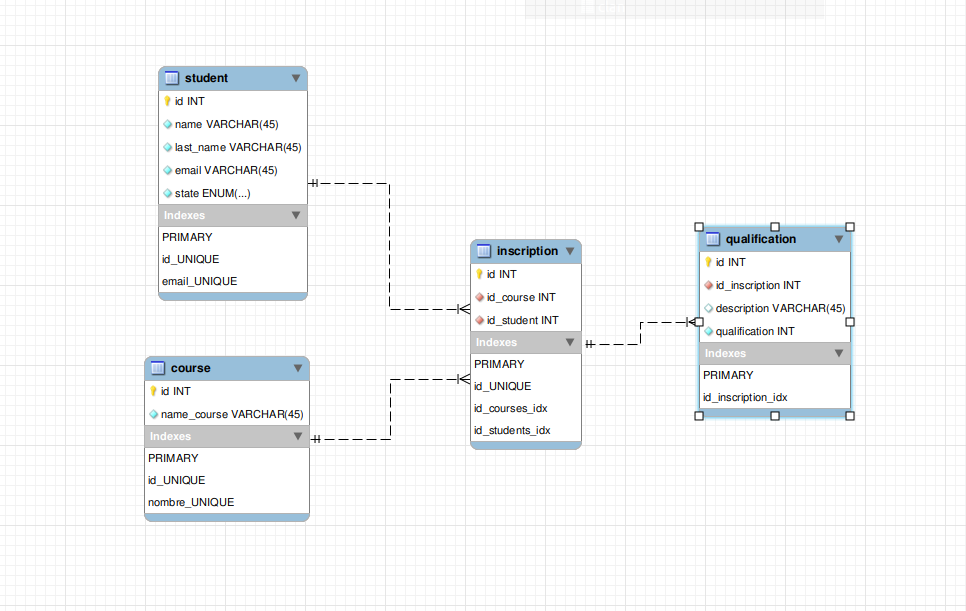 student
id INT
name VARCHAR(45)
last_name VARCHAR(45)
email VARCHAR(45)
state ENUM(...)
Indexes
PRIMARY
id_UNIQUE
email_UNIQUE
course
id INT
name_course VARCHAR(45)
Indexes
PRIMARY
id_UNIQUE
nombre_UNIQUE
inscription
id INT
id_course INT
id_student INT
Indexes
PRIMARY
id_UNIQUE
id_courses_idx
id_students_idx
qualification
id INT
id_inscription INT
description VARCHAR(45)
qualification INT
Indexes
PRIMARY
id_inscription_idx